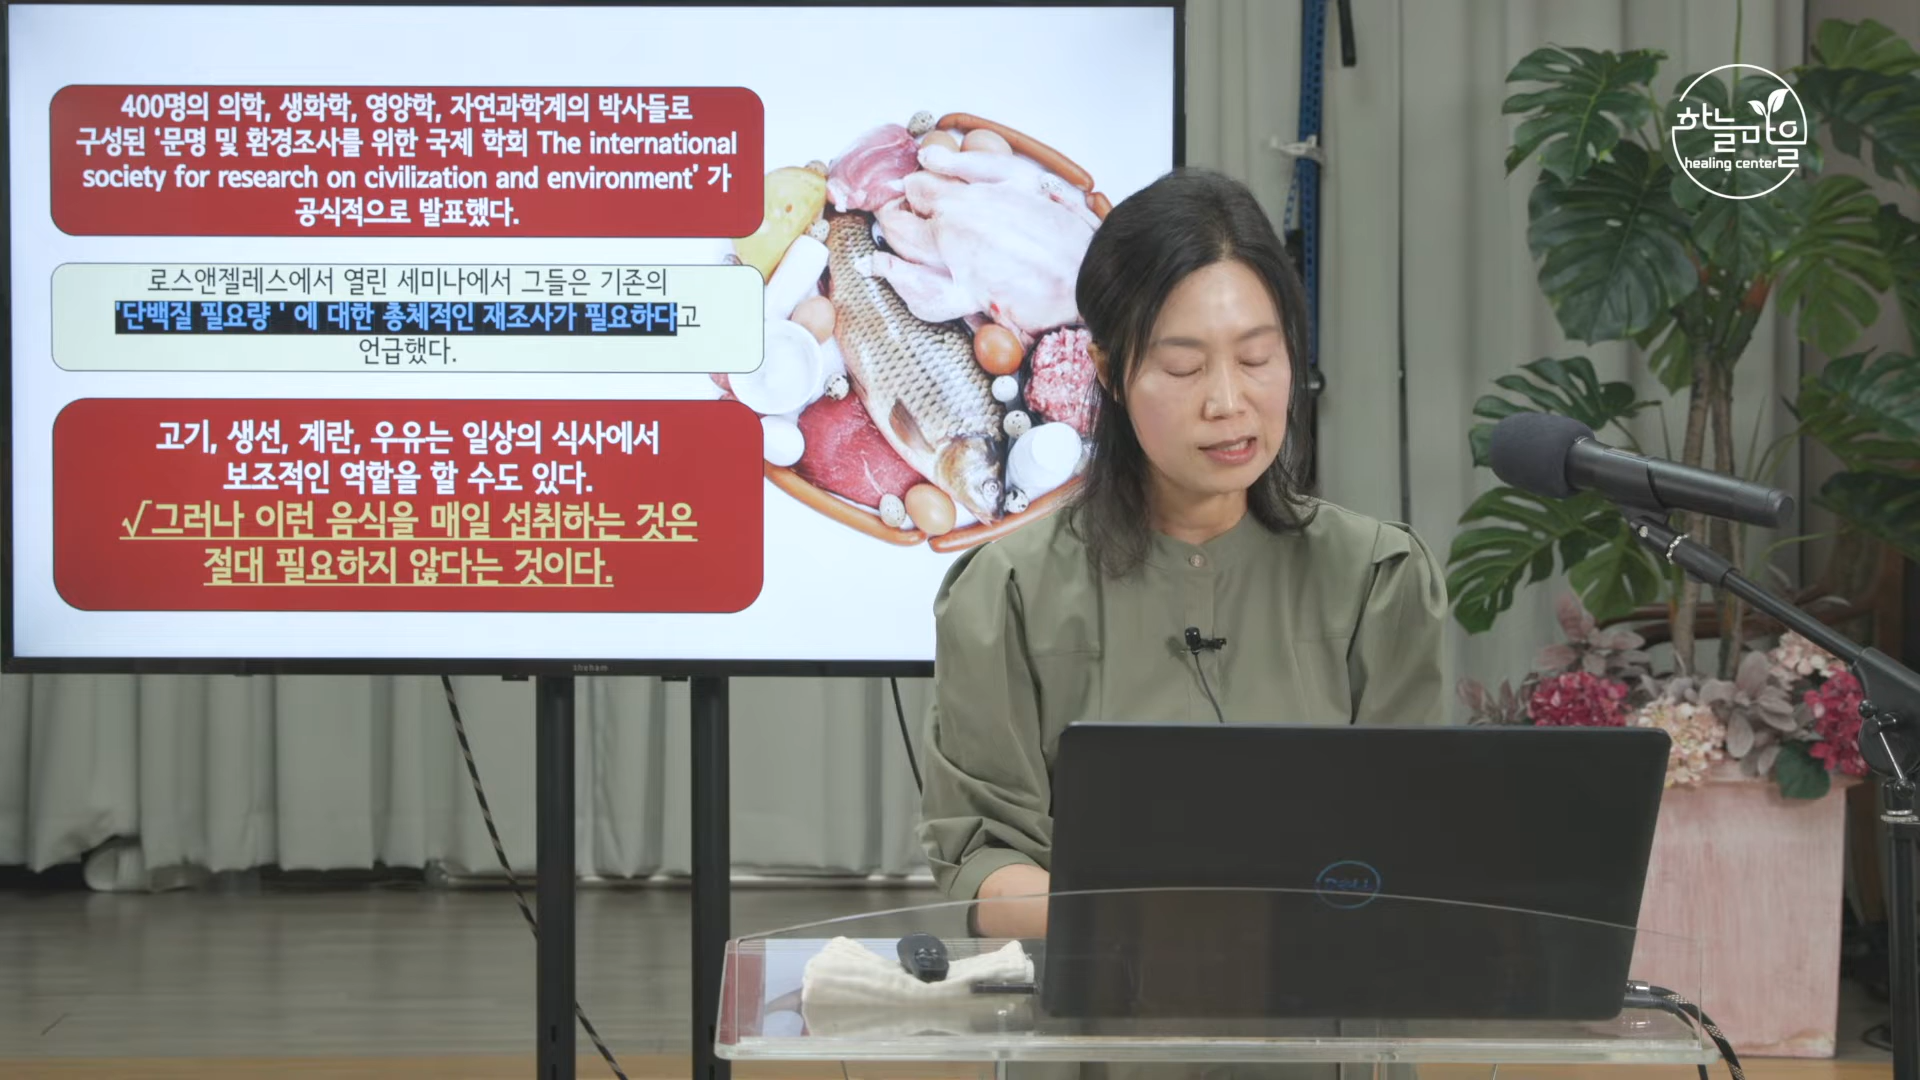 400명의 의학, 생화학, 영양학, 자연과학계의 박사들로
구성된 ‘문명 및 환경조사를 위한 국제 학회 The international
society for research on civilization and environment’ 가
공식적으로 발표했다.
로스앤젤레스에서 열린 세미나에서 그들은 기존의
'단백질 필요량 ' 에 대한 총체적인 재조사가 필요하다고
언급했다.
고기, 생선, 계란, 우유는 일상의 식사에서
보조적인 역할을 할 수도 있다.
√그러나 이런 음식을 매일 섭취하는 것은
절대 필요하지 않다는 것이다.
하늘마을
healing center
DELL